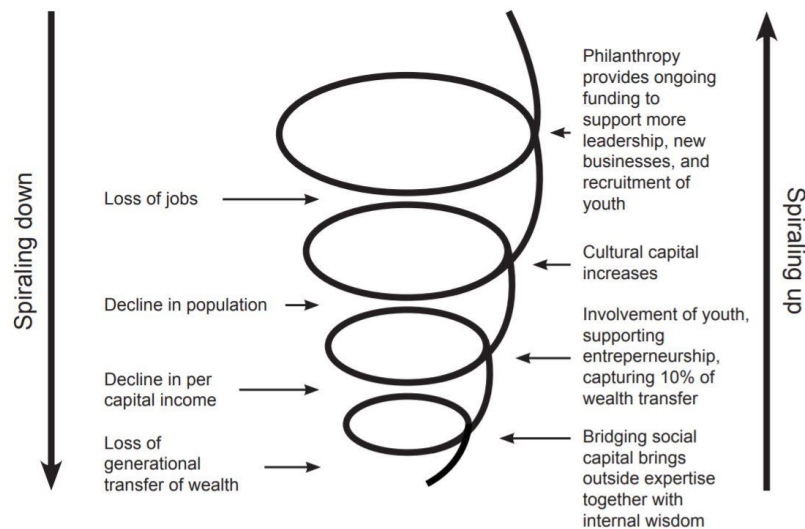 Spiraling down
Loss of jobs
Decline in population
Decline in per
capital income
Loss of
generational
transfer of wealth
Philanthropy
provides ongoing
funding to
support more
leadership, new
businesses, and
recruitment of
youth
Cultural capital
increases
Involvement of youth,
supporting
entreperneurship,
capturing 10% of
wealth transfer
Bridging social
capital brings
outside expertise
together with
internal wisdom
Spiraling up